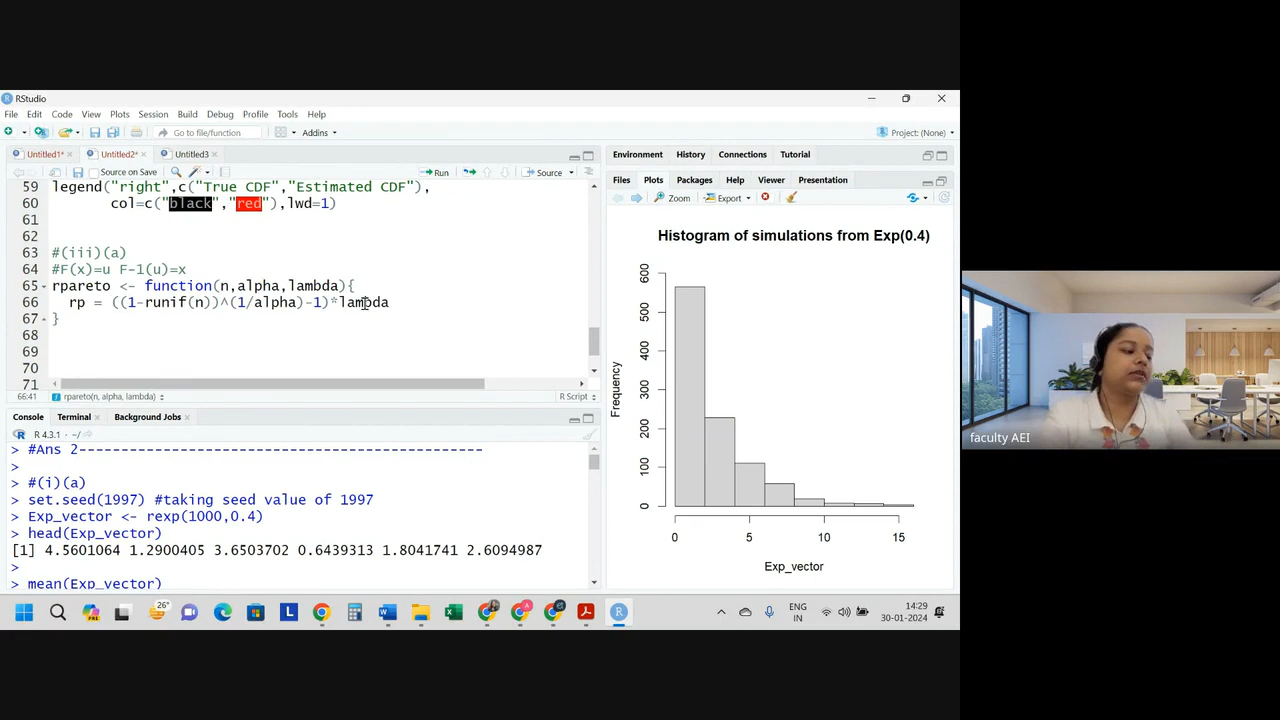 RStudio
File Edit Code View Plots Session Build Debug Profile Tools Help
Go to file/function Addins Project: (None)
Untitled1* Untitled2* Untitled3
Source on Save Run Source
59 legend("right",c("True CDF","Estimated CDF"),
60 col=c("black","red"),lwd=1)
61
62
63 #(iii)(a)
64 #F(x)=u F-1(u)=x
65 rpareto <- function(n,alpha,lambda){
66 rp = ((1-runif(n))^(1/alpha)-1)*lambda
67 }
68
69
70
71
66:41 rpareto(n, alpha, lambda) R Script
Console Terminal Background Jobs
R 4.3.1 · ~/
> #Ans 2-----------------------------------------------
>
> #(i)(a)
> set.seed(1997) #taking seed value of 1997
> Exp_vector <- rexp(1000,0.4)
> head(Exp_vector)
[1] 4.5601064 1.2900405 3.6503702 0.6439313 1.8041741 2.6094987
>
> mean(Exp_vector)
Environment History Connections Tutorial
Files Plots Packages Help Viewer Presentation
Zoom Export
Histogram of simulations from Exp(0.4)
Frequency
0 100 200 300 400 500 600
0 5 10 15
Exp_vector
faculty AEI
26°
ENG
IN
14:29
30-01-2024